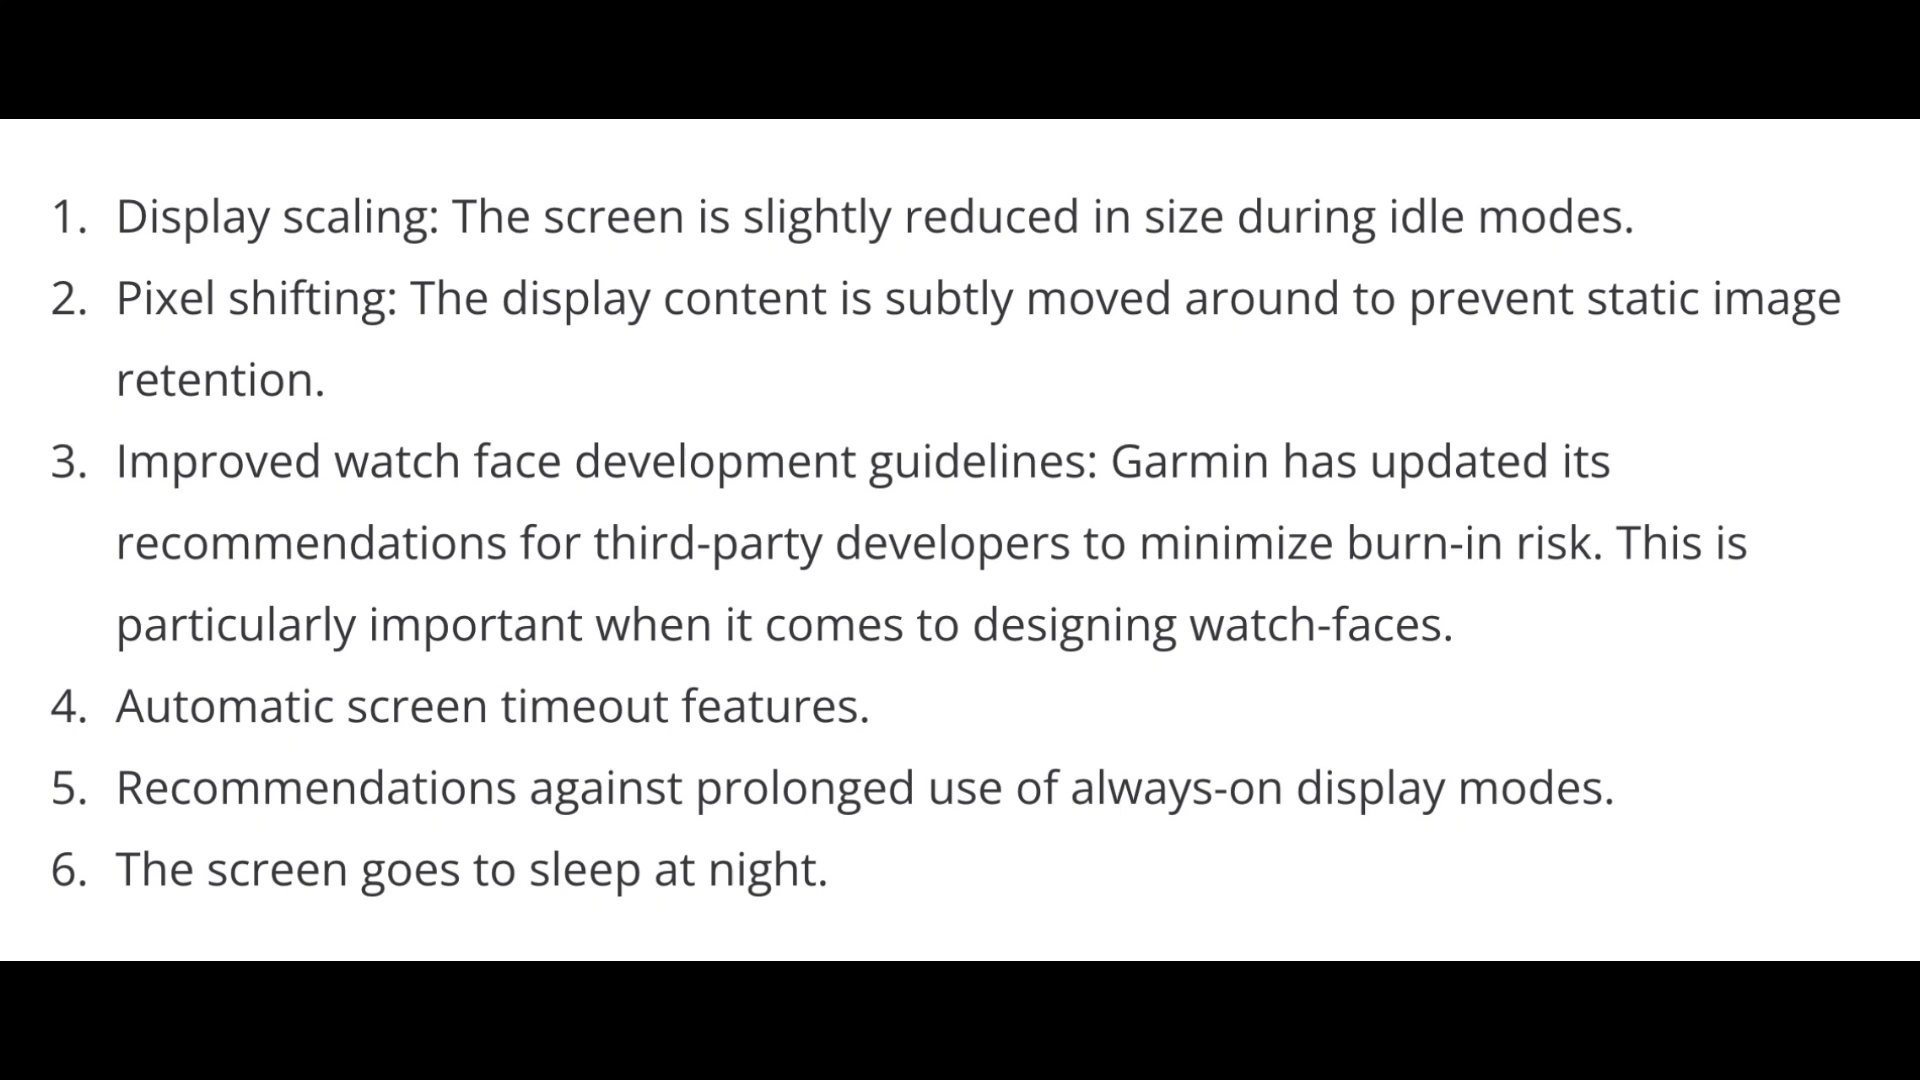 1. Display scaling: The screen is slightly reduced in size during idle modes.
2. Pixel shifting: The display content is subtly moved around to prevent static image
retention.
3. Improved watch face development guidelines: Garmin has updated its
recommendations for third-party developers to minimize burn-in risk. This is
particularly important when it comes to designing watch-faces.
4. Automatic screen timeout features.
5. Recommendations against prolonged use of always-on display modes.
6. The screen goes to sleep at night.